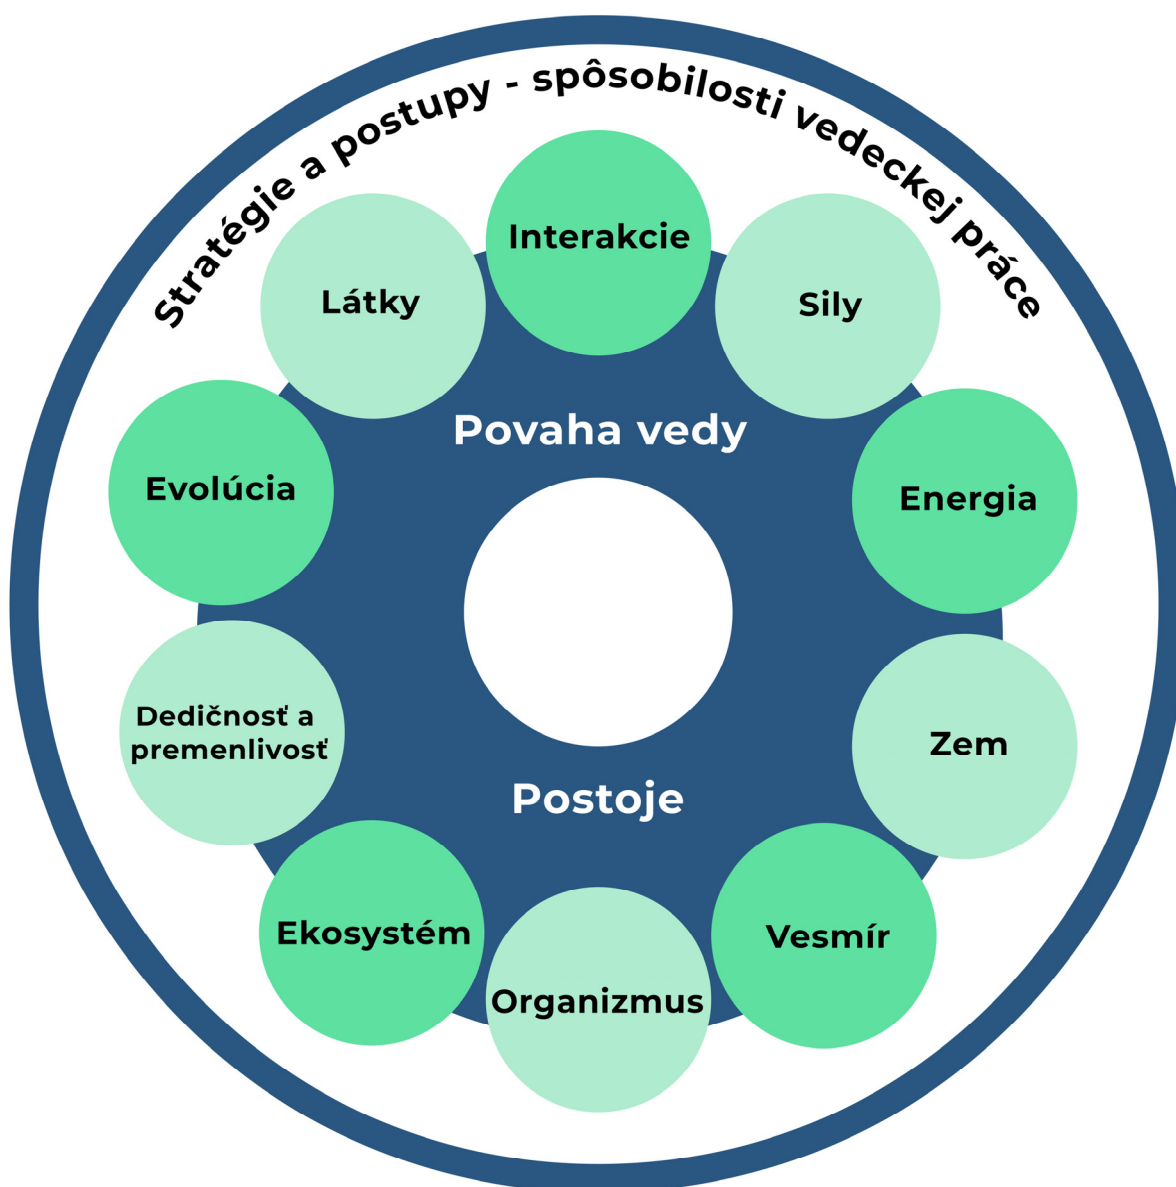 Stratégie a postupy - spôsobilosti vedeckej práce
Interakcie
Látky
Sily
Povaha vedy
Evolúcia
Energia
Dedičnosť a
premenlivosť
Zem
Postoje
Ekosystém
Vesmír
Organizmus